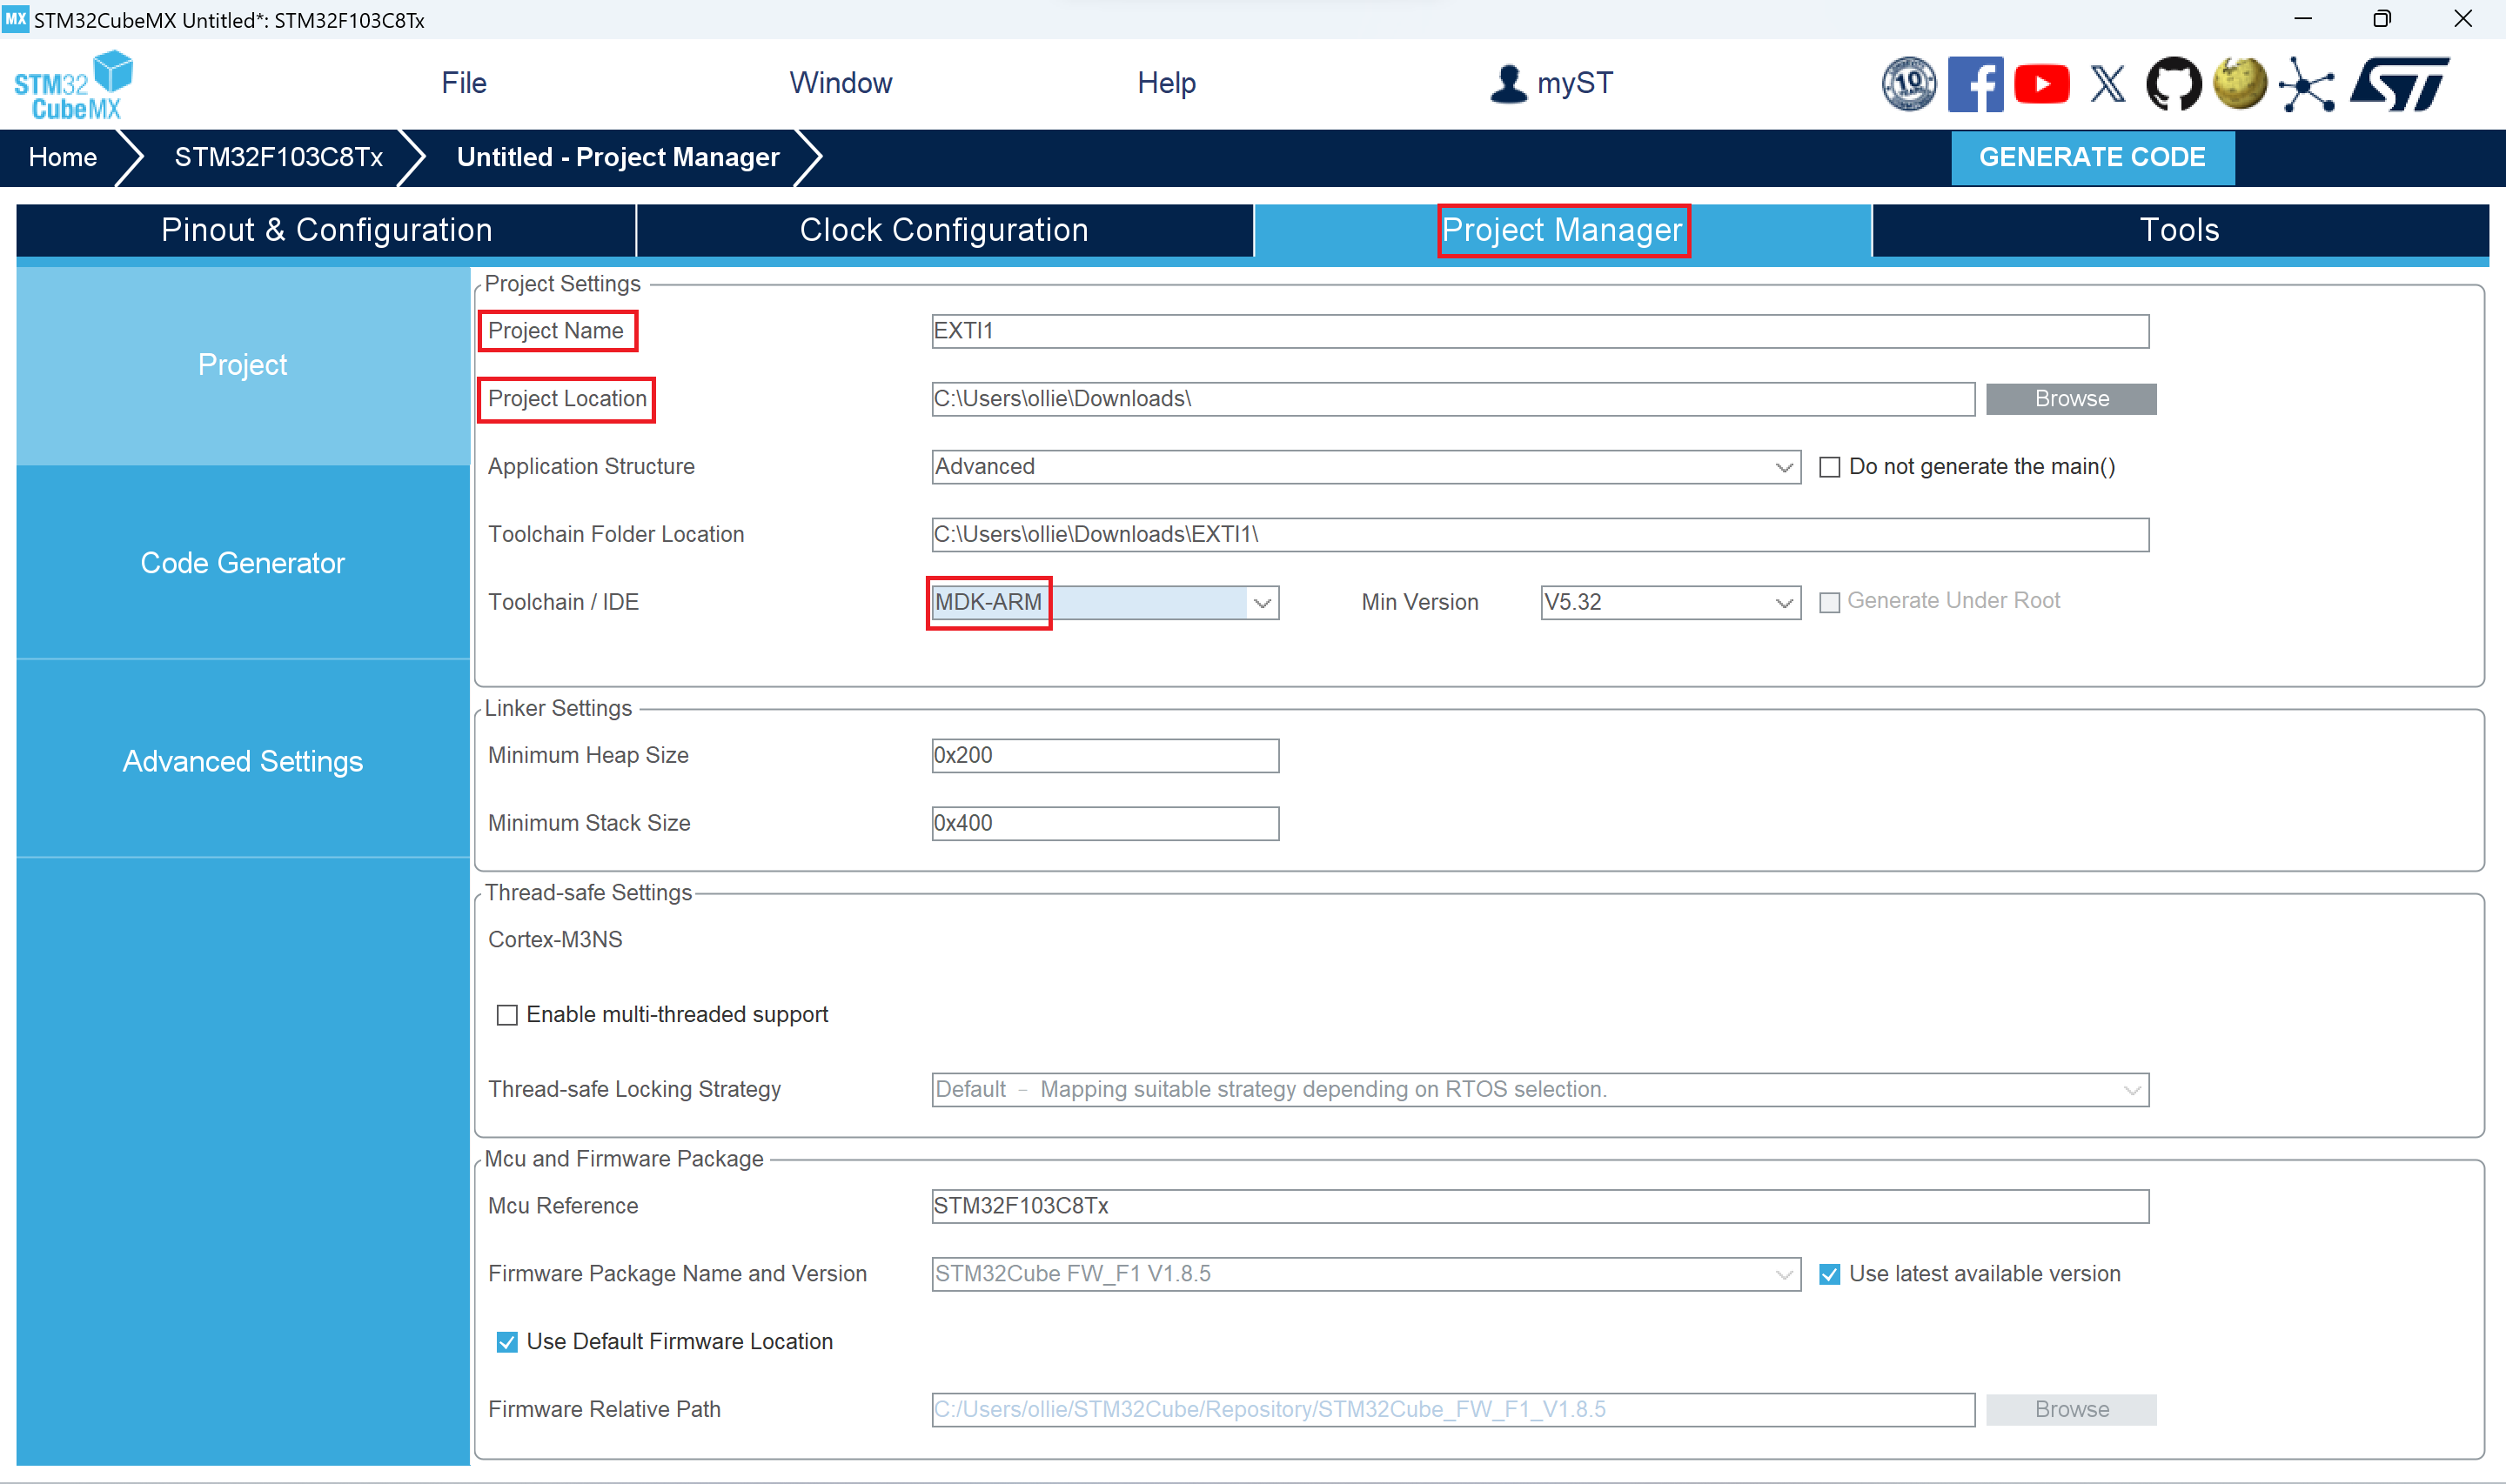 MX STM32CubeMX Untitled*: STM32F103C8Tx
STM32 CubeMX
File Window Help myST
10 YEARS
f X ST
Home STM32F103C8Tx Untitled - Project Manager GENERATE CODE
Pinout & Configuration Clock Configuration Project Manager Tools
Project
Code Generator
Advanced Settings
Project Settings
Project Name EXTI1
Project Location C:\Users\ollie\Downloads\ Browse
Application Structure Advanced Do not generate the main()
Toolchain Folder Location C:\Users\ollie\Downloads\EXTI1\
Toolchain / IDE MDK-ARM Min Version V5.32 Generate Under Root
Linker Settings
Minimum Heap Size 0x200
Minimum Stack Size 0x400
Thread-safe Settings
Cortex-M3NS
Enable multi-threaded support
Thread-safe Locking Strategy Default - Mapping suitable strategy depending on RTOS selection.
Mcu and Firmware Package
Mcu Reference STM32F103C8Tx
Firmware Package Name and Version STM32Cube FW_F1 V1.8.5 Use latest available version
Use Default Firmware Location
Firmware Relative Path C:/Users/ollie/STM32Cube/Repository/STM32Cube_FW_F1_V1.8.5 Browse